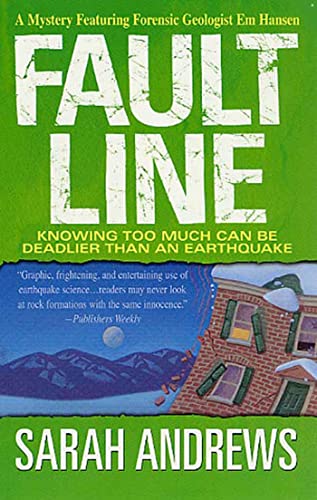 A Mystery Featuring Forensic Geologist Em Hansen
FAULT
LINE
KNOWING TOO MUCH CAN BE
DEADLIER THAN AN EARTHQUAKE
“Graphic, frightening, and entertaining use of
earthquake science...readers may never look
at rock formations with the same innocence.”
—Publishers Weekly
SARAH ANDREWS